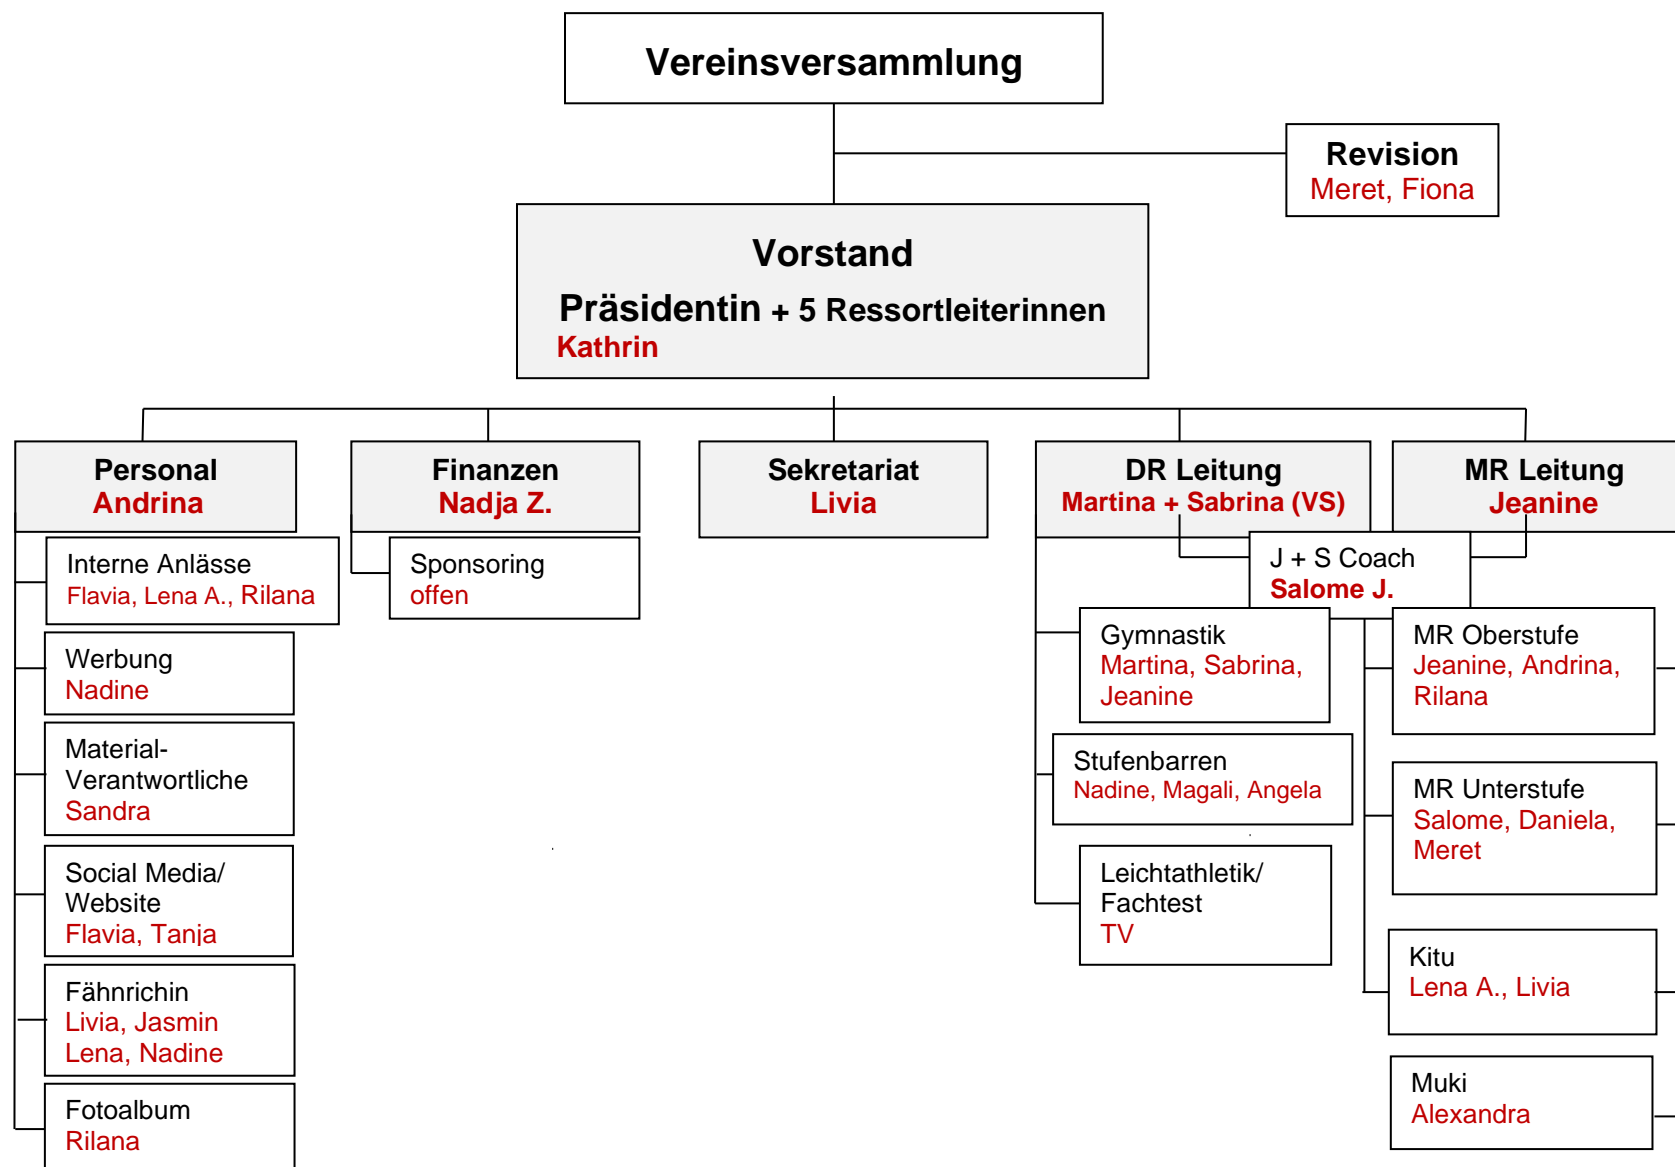 Vereinsversammlung
Revision
Meret, Fiona
Vorstand
Präsidentin + 5 Ressortleiterinnen
Kathrin
Personal
Andrina
Finanzen
Nadja Z.
Sekretariat
Livia
DR Leitung
Martina + Sabrina (VS)
MR Leitung
Jeanine
Interne Anlässe
Flavia, Lena A., Rilana
Werbung
Nadine
Material-
Verantwortliche
Sandra
Social Media/
Website
Flavia, Tanja
Fähnrichin
Livia, Jasmin
Lena, Nadine
Fotoalbum
Rilana
Sponsoring
offen
J + S Coach
Salome J.
Gymnastik
Martina, Sabrina,
Jeanine
Stufenbarren
Nadine, Magali, Angela
Leichtathletik/
Fachtest
TV
MR Oberstufe
Jeanine, Andrina,
Rilana
MR Unterstufe
Salome, Daniela,
Meret
Kitu
Lena A., Livia
Muki
Alexandra